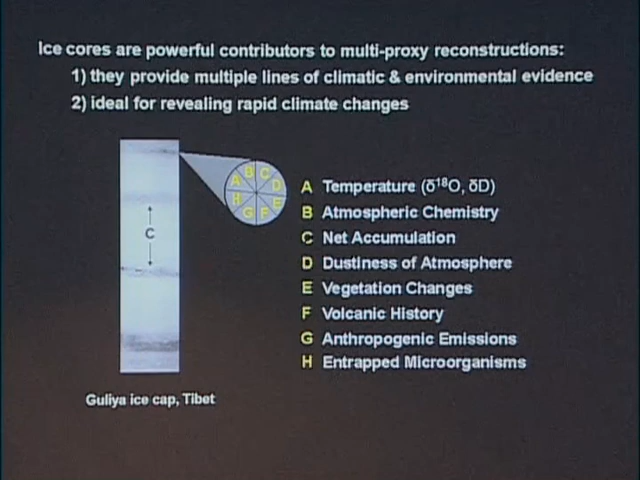 Ice cores are powerful contributors to multi-proxy reconstructions:
1) they provide multiple lines of climatic & environmental evidence
2) ideal for revealing rapid climate changes
A B C D E F G H
C
A Temperature (δ¹⁸O, δD)
B Atmospheric Chemistry
C Net Accumulation
D Dustiness of Atmosphere
E Vegetation Changes
F Volcanic History
G Anthropogenic Emissions
H Entrapped Microorganisms
Guliya ice cap, Tibet